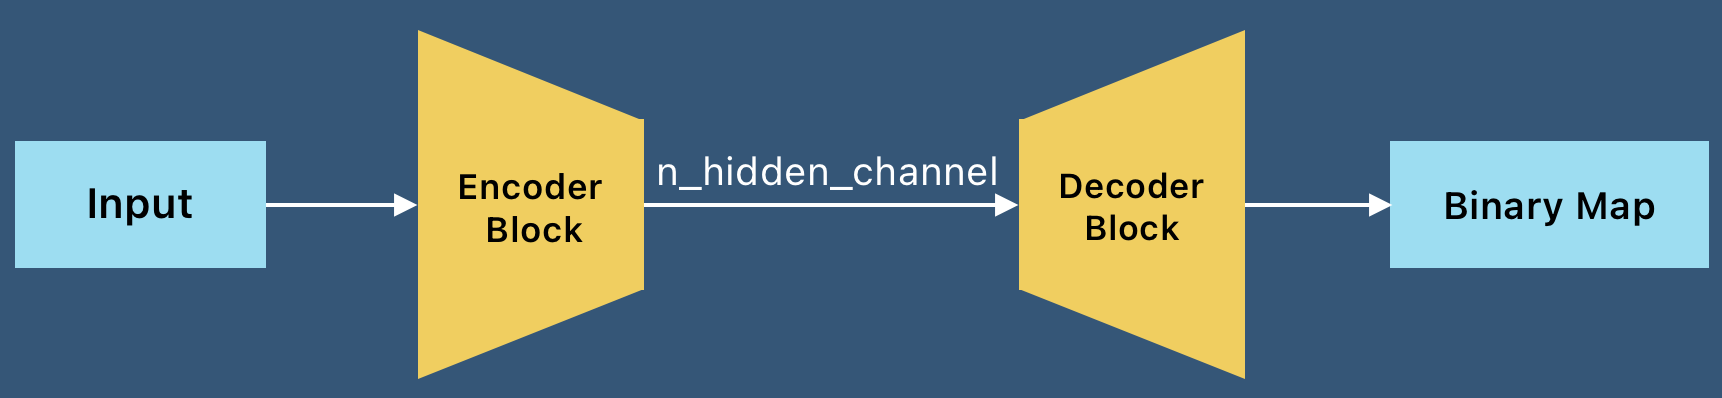 Input
Encoder
Block
n_hidden_channel
Decoder
Block
Binary Map